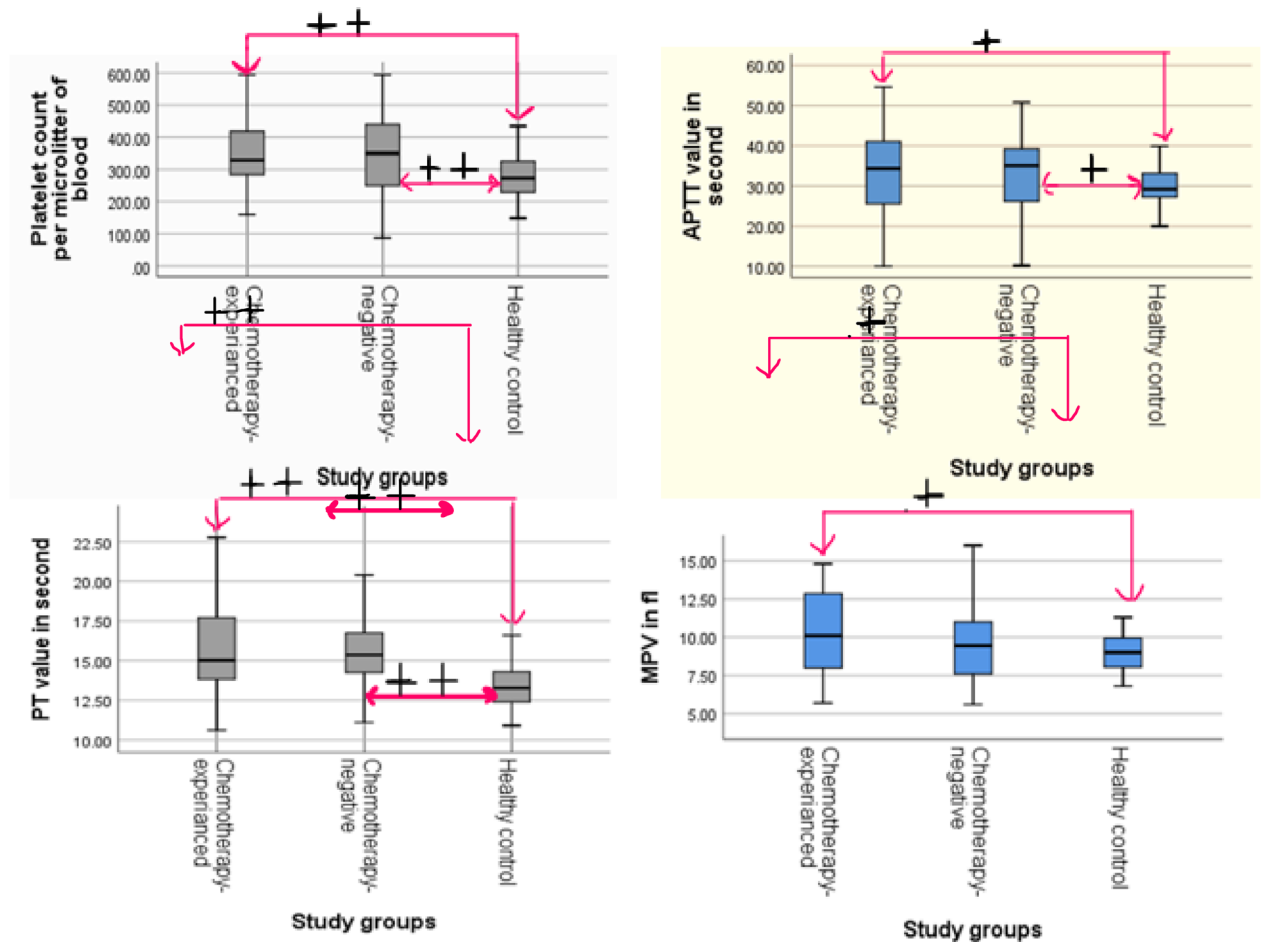 + +
Platelet count
per microlitter of
blood
600.00
500.00
400.00
300.00
200.00
100.00
.00
+ +
Chemotherapy-
experianced
Chemotherapy-
negative
Healthy control
+ +
Study groups
+
APTT value in
second
60.00
50.00
40.00
30.00
20.00
10.00
+
Chemotherapy-
experianced
Chemotherapy-
negative
Healthy control
+
Study groups
+ +
+ +
PT value in second
22.50
20.00
17.50
15.00
12.50
10.00
+ +
Chemotherapy-
experianced
Chemotherapy-
negative
Healthy control
Study groups
+
MPV in fl
15.00
12.50
10.00
7.50
5.00
Chemotherapy-
experianced
Chemotherapy-
negative
Healthy control
Study groups